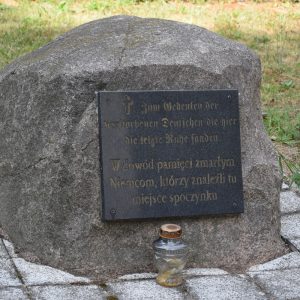 Zum Gedenken der
verstorbenen Deutschen die hier
die letzte Ruhe fanden
W dowód pamięci zmarłym
Niemcom, którzy znaleźli tu
miejsce spoczynku